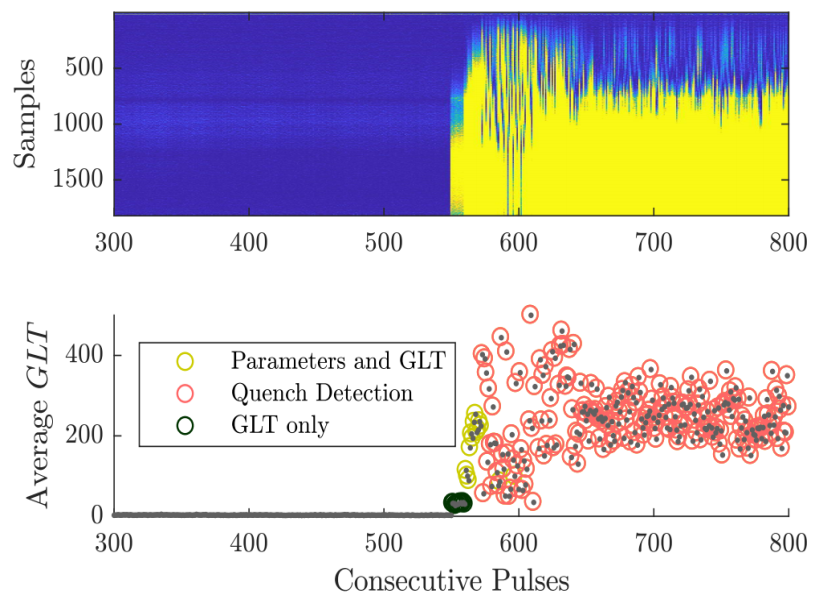 Samples
500
1000
1500
300 400 500 600 700 800
Average GLT
400
200
0
Parameters and GLT
Quench Detection
GLT only
300 400 500 600 700 800
Consecutive Pulses